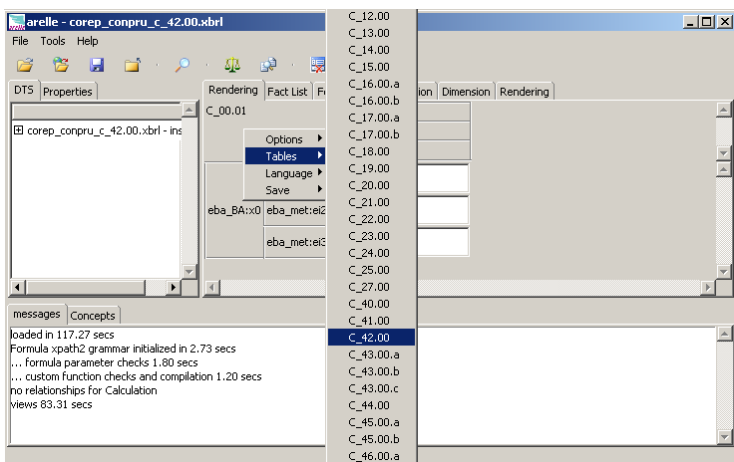 arelle - corep_conpru_c_42.00.xbrl
File Tools Help
DTS Properties
Rendering Fact List ion Dimension Rendering
C_00.01
corep_conpru_c_42.00.xbrl - ins
Options
Tables
Language
Save
eba_BA:x0 eba_met:ei2
eba_met:ei3
C_12.00
C_13.00
C_14.00
C_15.00
C_16.00.a
C_16.00.b
C_17.00.a
C_17.00.b
C_18.00
C_19.00
C_20.00
C_21.00
C_22.00
C_23.00
C_24.00
C_25.00
C_27.00
C_40.00
C_41.00
C_42.00
C_43.00.a
C_43.00.b
C_43.00.c
C_44.00
C_45.00.a
C_45.00.b
C_46.00.a
messages Concepts
loaded in 117.27 secs
Formula xpath2 grammar initialized in 2.73 secs
... formula parameter checks 1.80 secs
... custom function checks and compilation 1.20 secs
no relationships for Calculation
views 83.31 secs